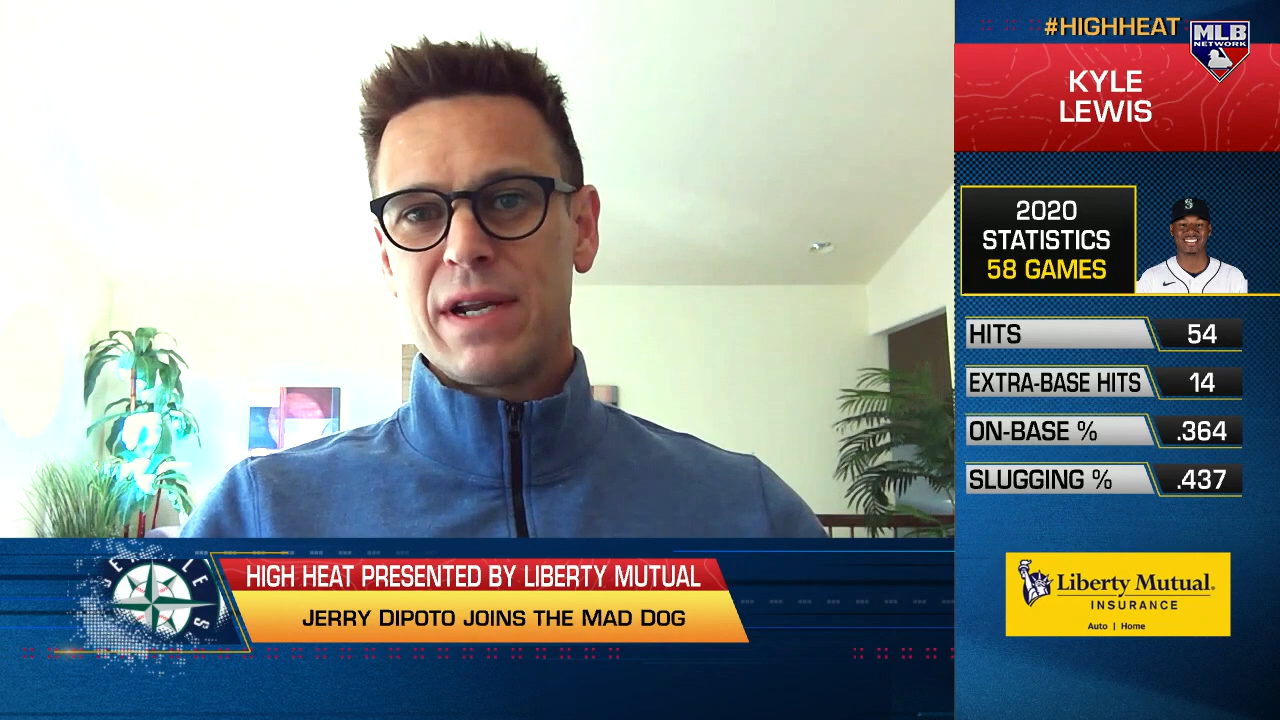 #HIGHHEAT
MLB
NETWORK
KYLE
LEWIS
2020
STATISTICS
58 GAMES
HITS 54
EXTRA-BASE HITS 14
ON-BASE % .364
SLUGGING % .437
Liberty Mutual.
INSURANCE
Auto | Home
HIGH HEAT PRESENTED BY LIBERTY MUTUAL
JERRY DIPOTO JOINS THE MAD DOG